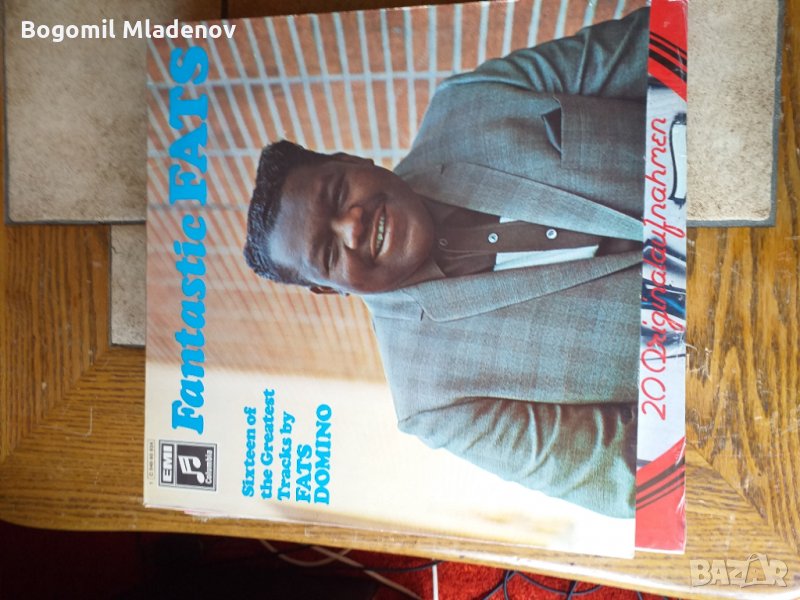 Bogomil Mladenov
Fantastic FATS
EMI
Columbia
Sixteen of
the Greatest
Tracks by
FATS
DOMINO
20 Originalaufnahmen
BAZAR